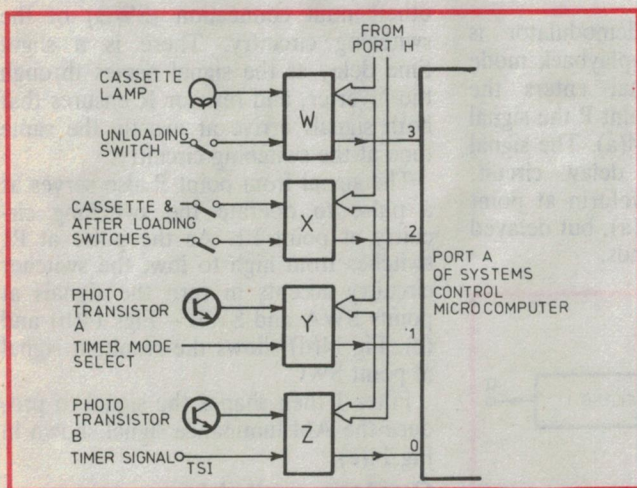 FROM
PORT H
CASSETTE
LAMP
W
UNLOADING
SWITCH
3
CASSETTE &
AFTER LOADING
SWITCHES
X
2
PORT A
OF SYSTEMS
CONTROL
MICROCOMPUTER
PHOTO
TRANSISTOR
A
Y
TIMER MODE
SELECT
1
PHOTO
TRANSISTOR
B
Z
TIMER SIGNAL
TSI
0